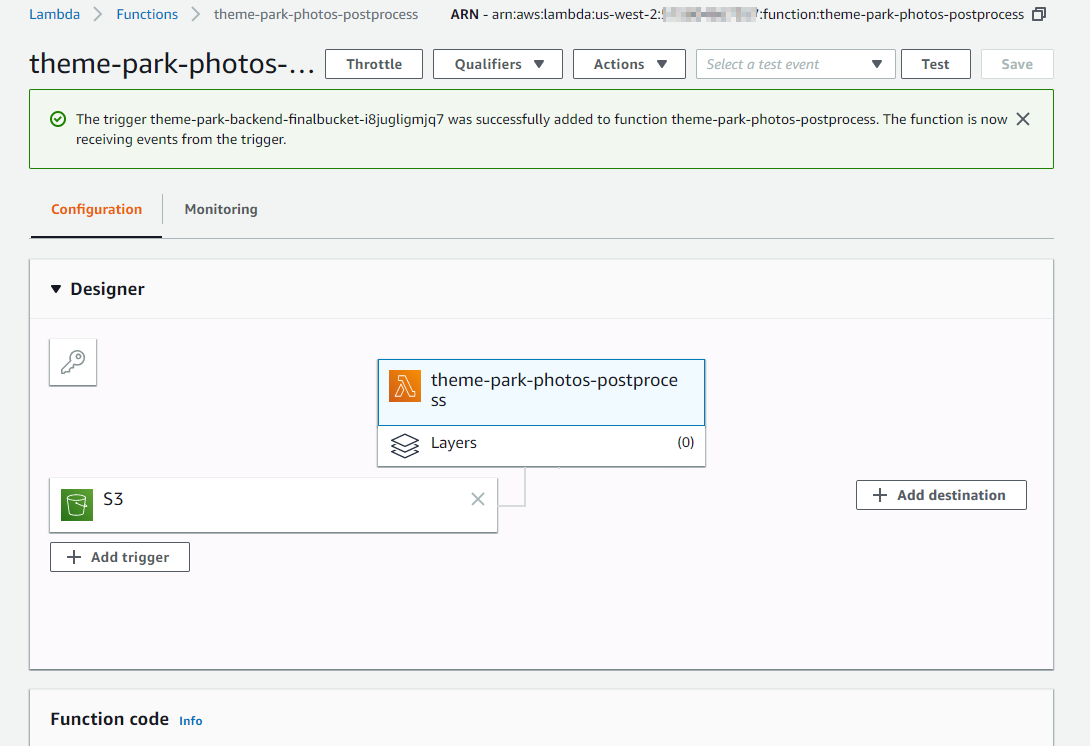 Lambda Functions theme-park-photos-postprocess ARN - arn:aws:lambda:us-west-2: :function:theme-park-photos-postprocess
theme-park-photos-... Throttle Qualifiers Actions Select a test event Test Save
The trigger theme-park-backend-finalbucket-i8jugligmjq7 was successfully added to function theme-park-photos-postprocess. The function is now
receiving events from the trigger.
Configuration Monitoring
Designer
theme-park-photos-postproce
ss
Layers (0)
S3
Add destination
Add trigger
Function code Info